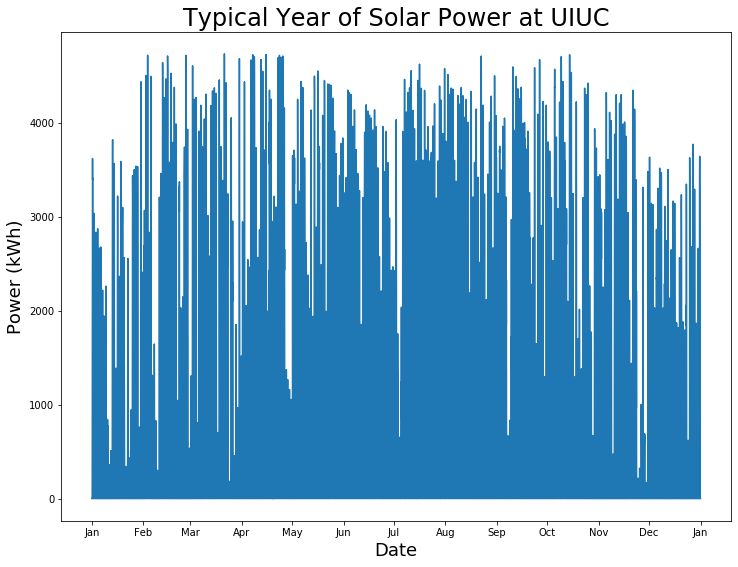 Typical Year of Solar Power at UIUC
Power (kWh)
4000
3000
2000
1000
0
Jan Feb Mar Apr May Jun Jul Aug Sep Oct Nov Dec Jan
Date